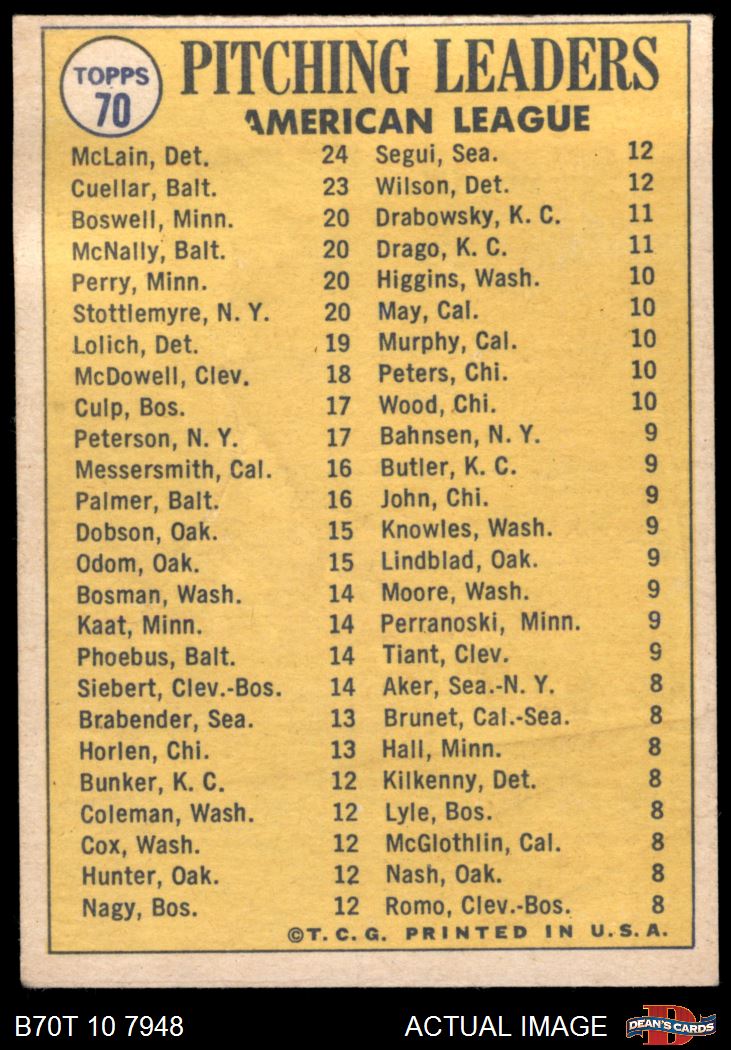 TOPPS
70
PITCHING LEADERS
AMERICAN LEAGUE
McLain, Det. 24
Cuellar, Balt. 23
Boswell, Minn. 20
McNally, Balt. 20
Perry, Minn. 20
Stottlemyre, N. Y. 20
Lolich, Det. 19
McDowell, Clev. 18
Culp, Bos. 17
Peterson, N. Y. 17
Messersmith, Cal. 16
Palmer, Balt. 16
Dobson, Oak. 15
Odom, Oak. 15
Bosman, Wash. 14
Kaat, Minn. 14
Phoebus, Balt. 14
Siebert, Clev.-Bos. 14
Brabender, Sea. 13
Horlen, Chi. 13
Bunker, K. C. 12
Coleman, Wash. 12
Cox, Wash. 12
Hunter, Oak. 12
Nagy, Bos. 12
Segui, Sea. 12
Wilson, Det. 12
Drabowsky, K. C. 11
Drago, K. C. 11
Higgins, Wash. 10
May, Cal. 10
Murphy, Cal. 10
Peters, Chi. 10
Wood, Chi. 10
Bahnsen, N. Y. 9
Butler, K. C. 9
John, Chi. 9
Knowles, Wash. 9
Lindblad, Oak. 9
Moore, Wash. 9
Perranoski, Minn. 9
Tiant, Clev. 9
Aker, Sea.-N. Y. 8
Brunet, Cal.-Sea. 8
Hall, Minn. 8
Kilkenny, Det. 8
Lyle, Bos. 8
McGlothlin, Cal. 8
Nash, Oak. 8
Romo, Clev.-Bos. 8
©T. C. G. PRINTED IN U. S. A.
B70T 10 7948
ACTUAL IMAGE
D
DEAN'S CARDS